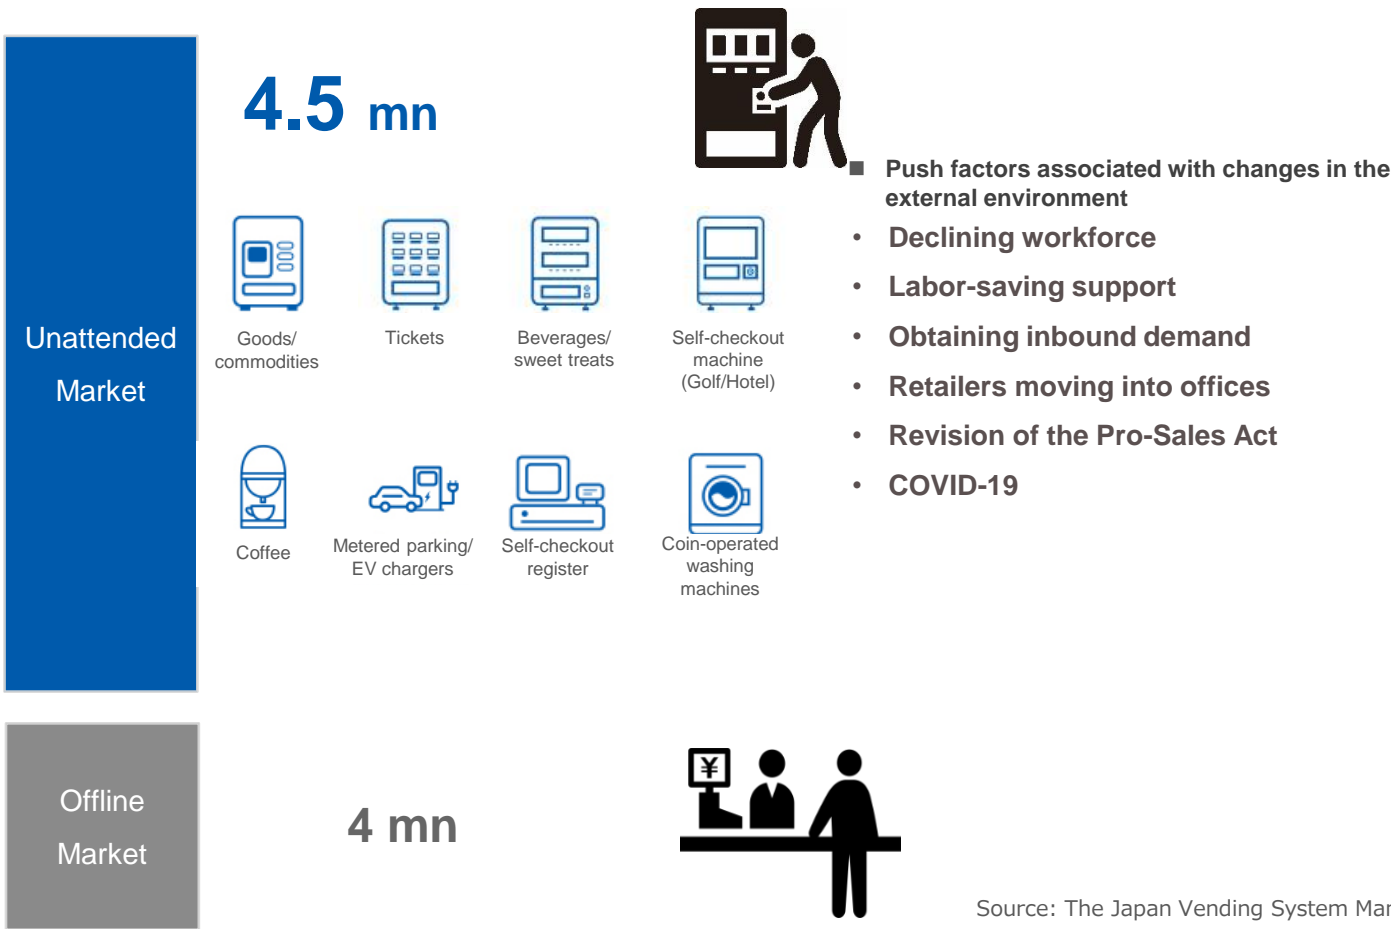 4.5 mn
Unattended
Market
Goods/
commodities
Tickets
Beverages/
sweet treats
Self-checkout
machine
(Golf/Hotel)
Coffee
Metered parking/
EV chargers
Self-checkout
register
Coin-operated
washing
machines
■ Push factors associated with changes in the
external environment
• Declining workforce
• Labor-saving support
• Obtaining inbound demand
• Retailers moving into offices
• Revision of the Pro-Sales Act
• COVID-19
Offline
Market
4 mn
¥
Source: The Japan Vending System Mar